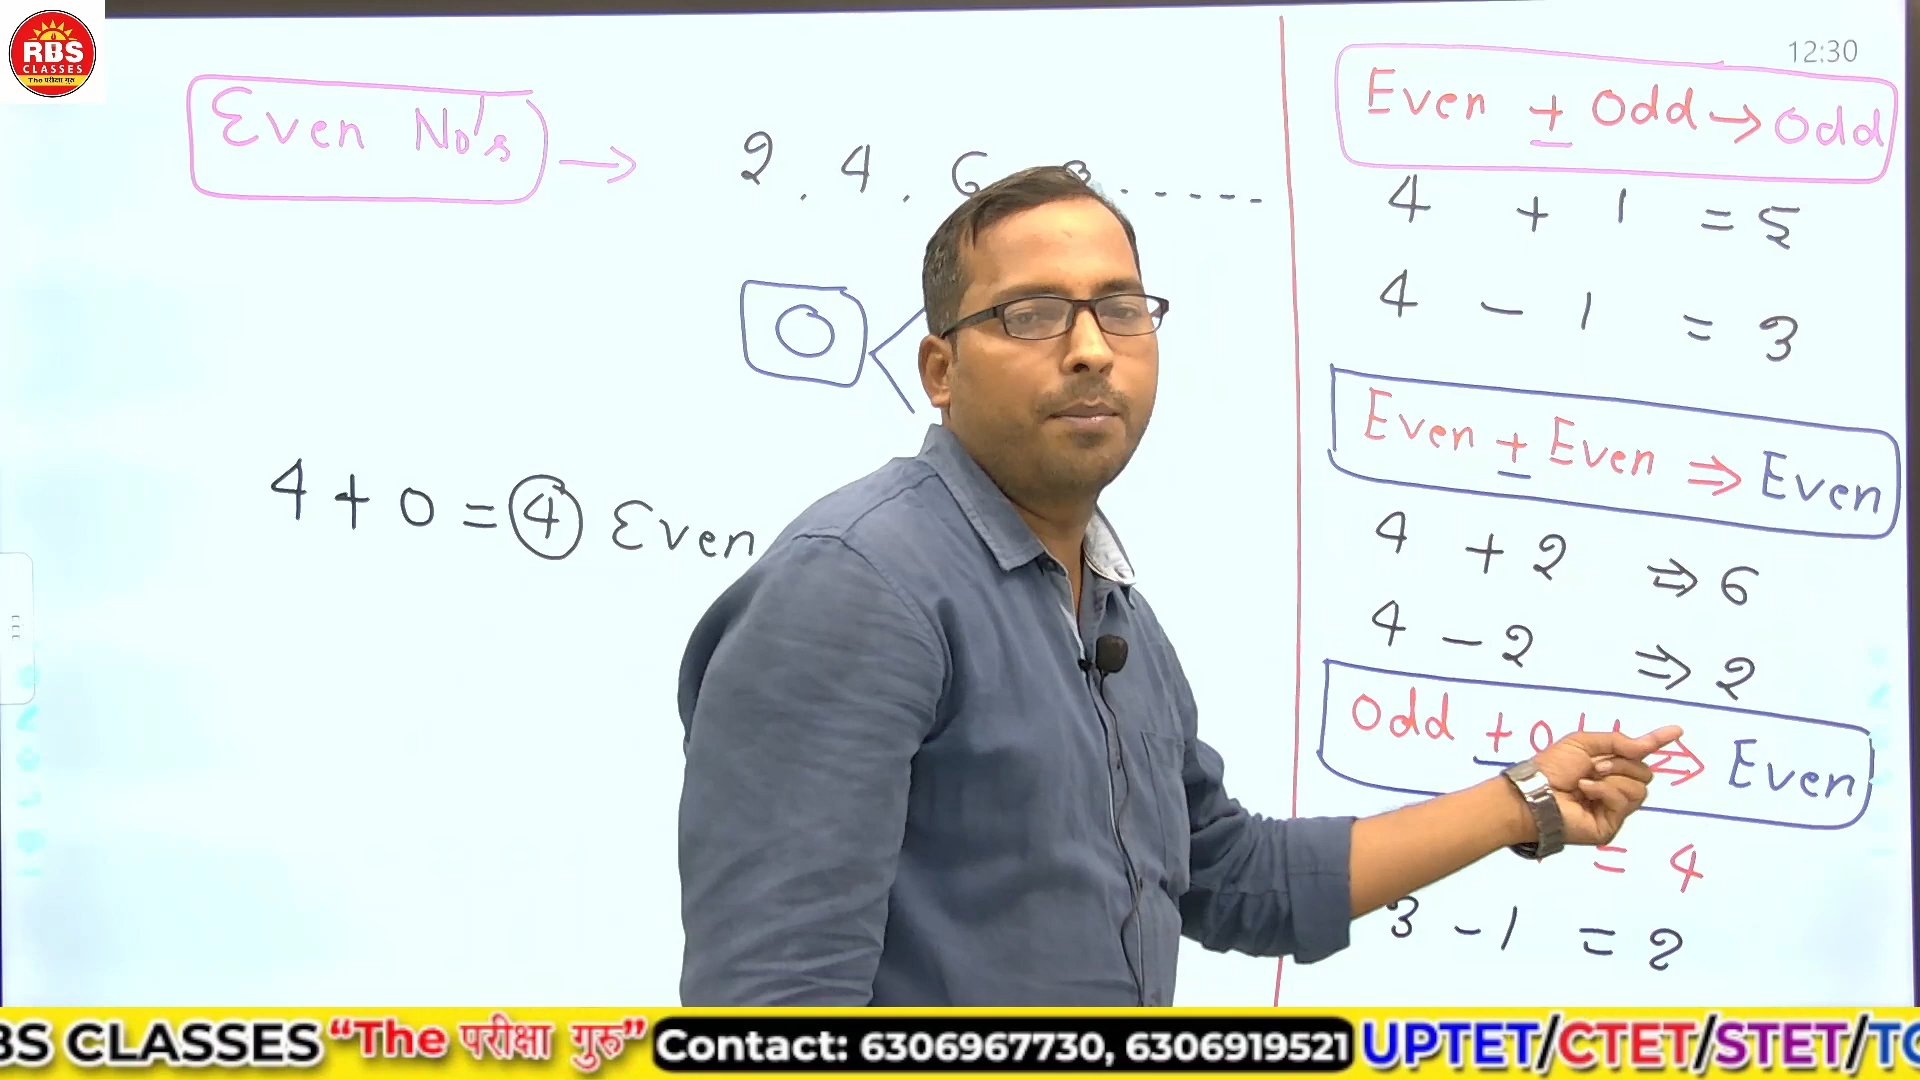 RBS
CLASSES
The परीक्षा गुरु
12:30
Even No's → 2, 4, 6
4 + 0 = 4 Even
Even ± Odd → Odd
4 + 1 = 5
4 - 1 = 3
Even ± Even ⇒ Even
4 + 2 ⇒ 6
4 - 2 ⇒ 2
Odd ± ⇒ Even
= 4
3 - 1 = 2
0
BS CLASSES “The परीक्षा गुरु” Contact: 6306967730, 6306919521 UPTET/CTET/STET/